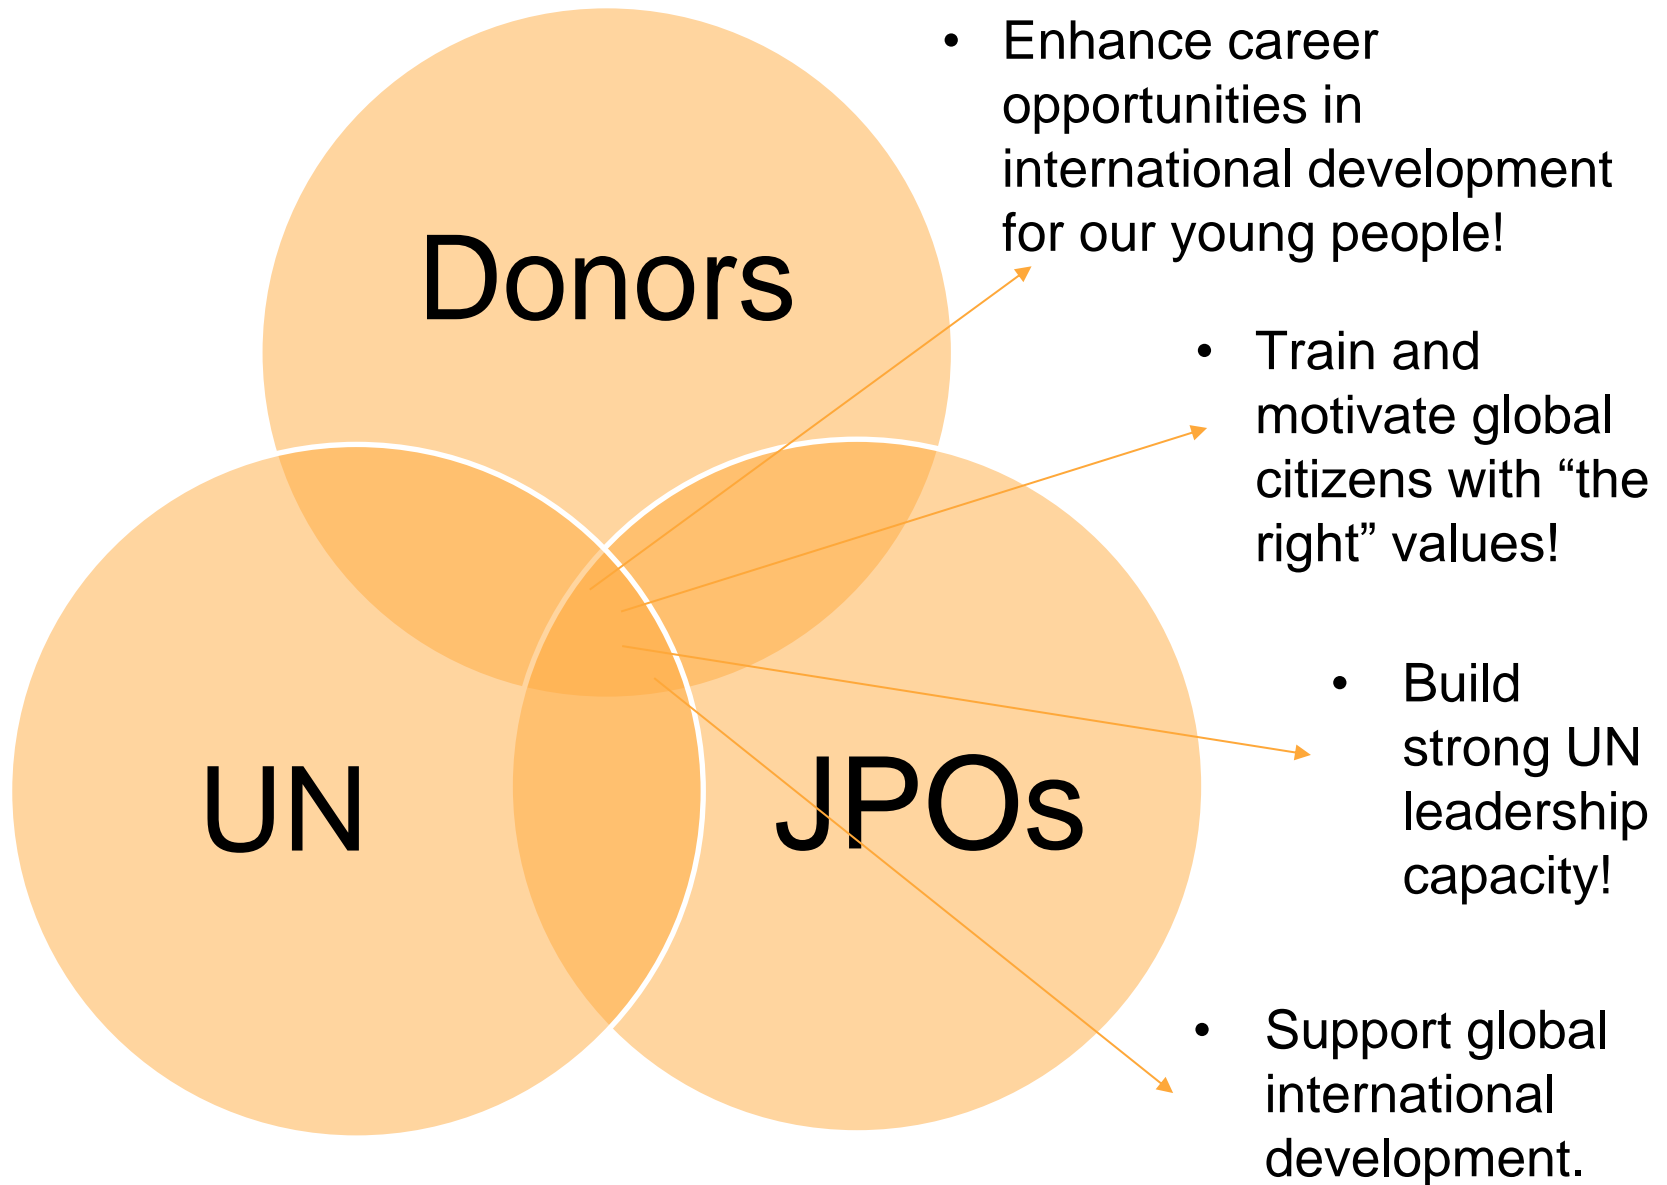 Donors
UN
JPOs
• Enhance career
opportunities in
international development
for our young people!
• Train and
motivate global
citizens with “the
right” values!
• Build
strong UN
leadership
capacity!
• Support global
international
development.